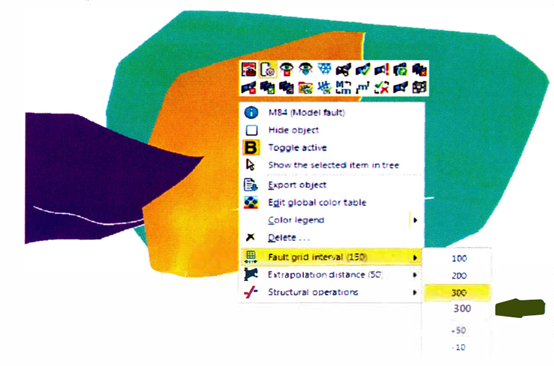 M84 (Model fault)
Hide object
B Toggle active
Show the selected item in tree
Export object
Edit global color table
Color legend
Delete ...
Fault grid interval (150)
Extrapolation distance (50)
Structural operations
100
200
300
300
-50
-10